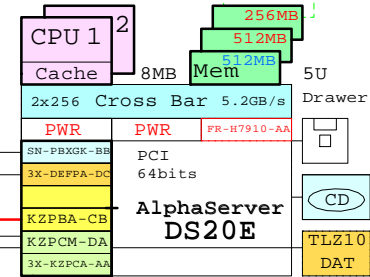 CPU 1 2
Cache 8MB
256MB
512MB
512MB
Mem
5U
Drawer
2x256 Cross Bar 5.2GB/s
PWR PWR FR-H7910-AA
SN-PBXGK-BB
3X-DEFPA-DC
KZPBA-CB
KZPCM-DA
3X-KZPCA-AA
PCI
64bits
AlphaServer
DS20E
CD
TLZ10
DAT